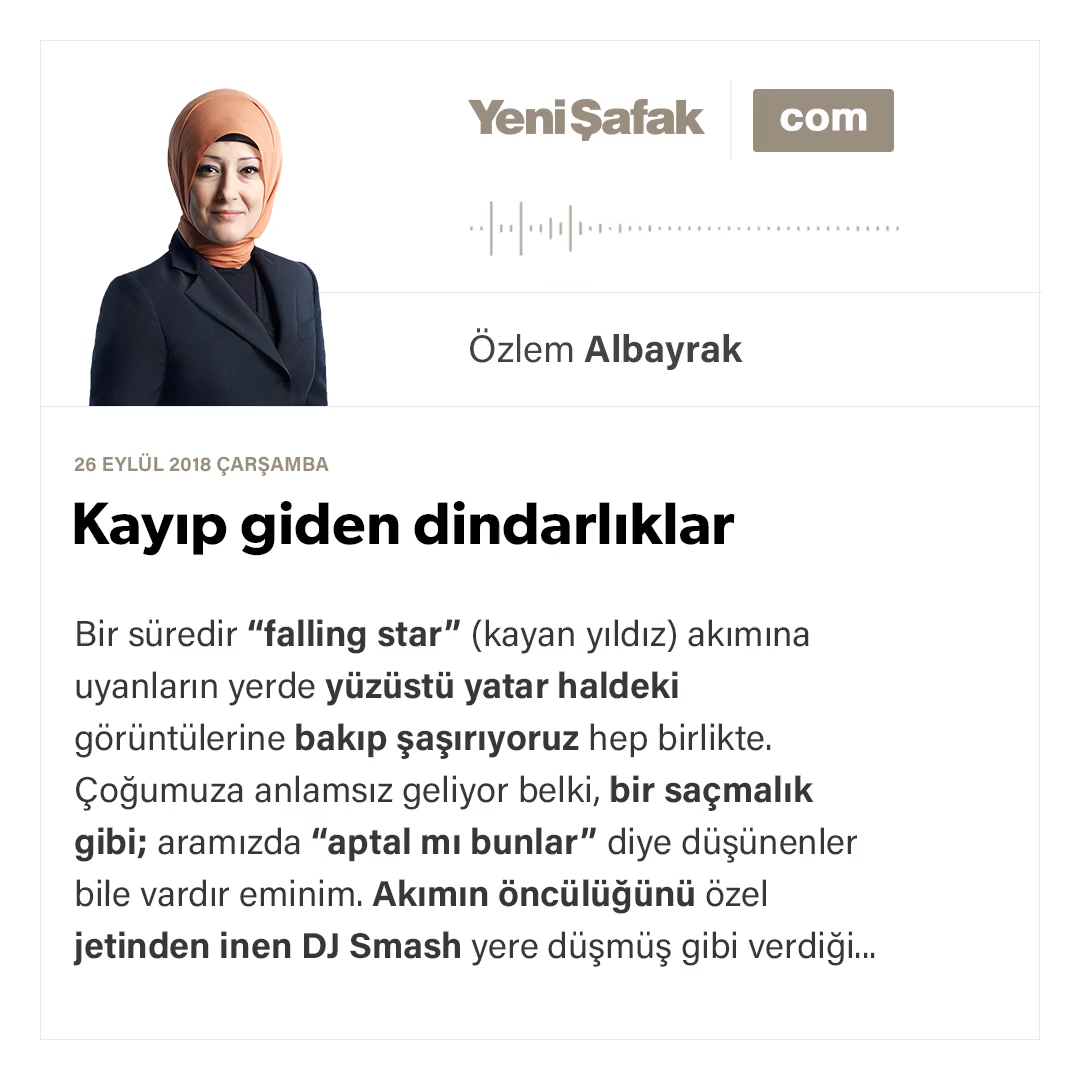 YeniŞafak com
Özlem Albayrak
26 EYLÜL 2018 ÇARŞAMBA
Kayıp giden dindarlıklar
Bir süredir “falling star” (kayan yıldız) akımına
uyanların yerde yüzüstü yatar haldeki
görüntülerine bakıp şaşırıyoruz hep birlikte.
Çoğumuza anlamsız geliyor belki, bir saçmalık
gibi; aramızda “aptal mı bunlar” diye düşünenler
bile vardır eminim. Akımın öncülüğünü özel
jetinden inen DJ Smash yere düşmüş gibi verdiği...